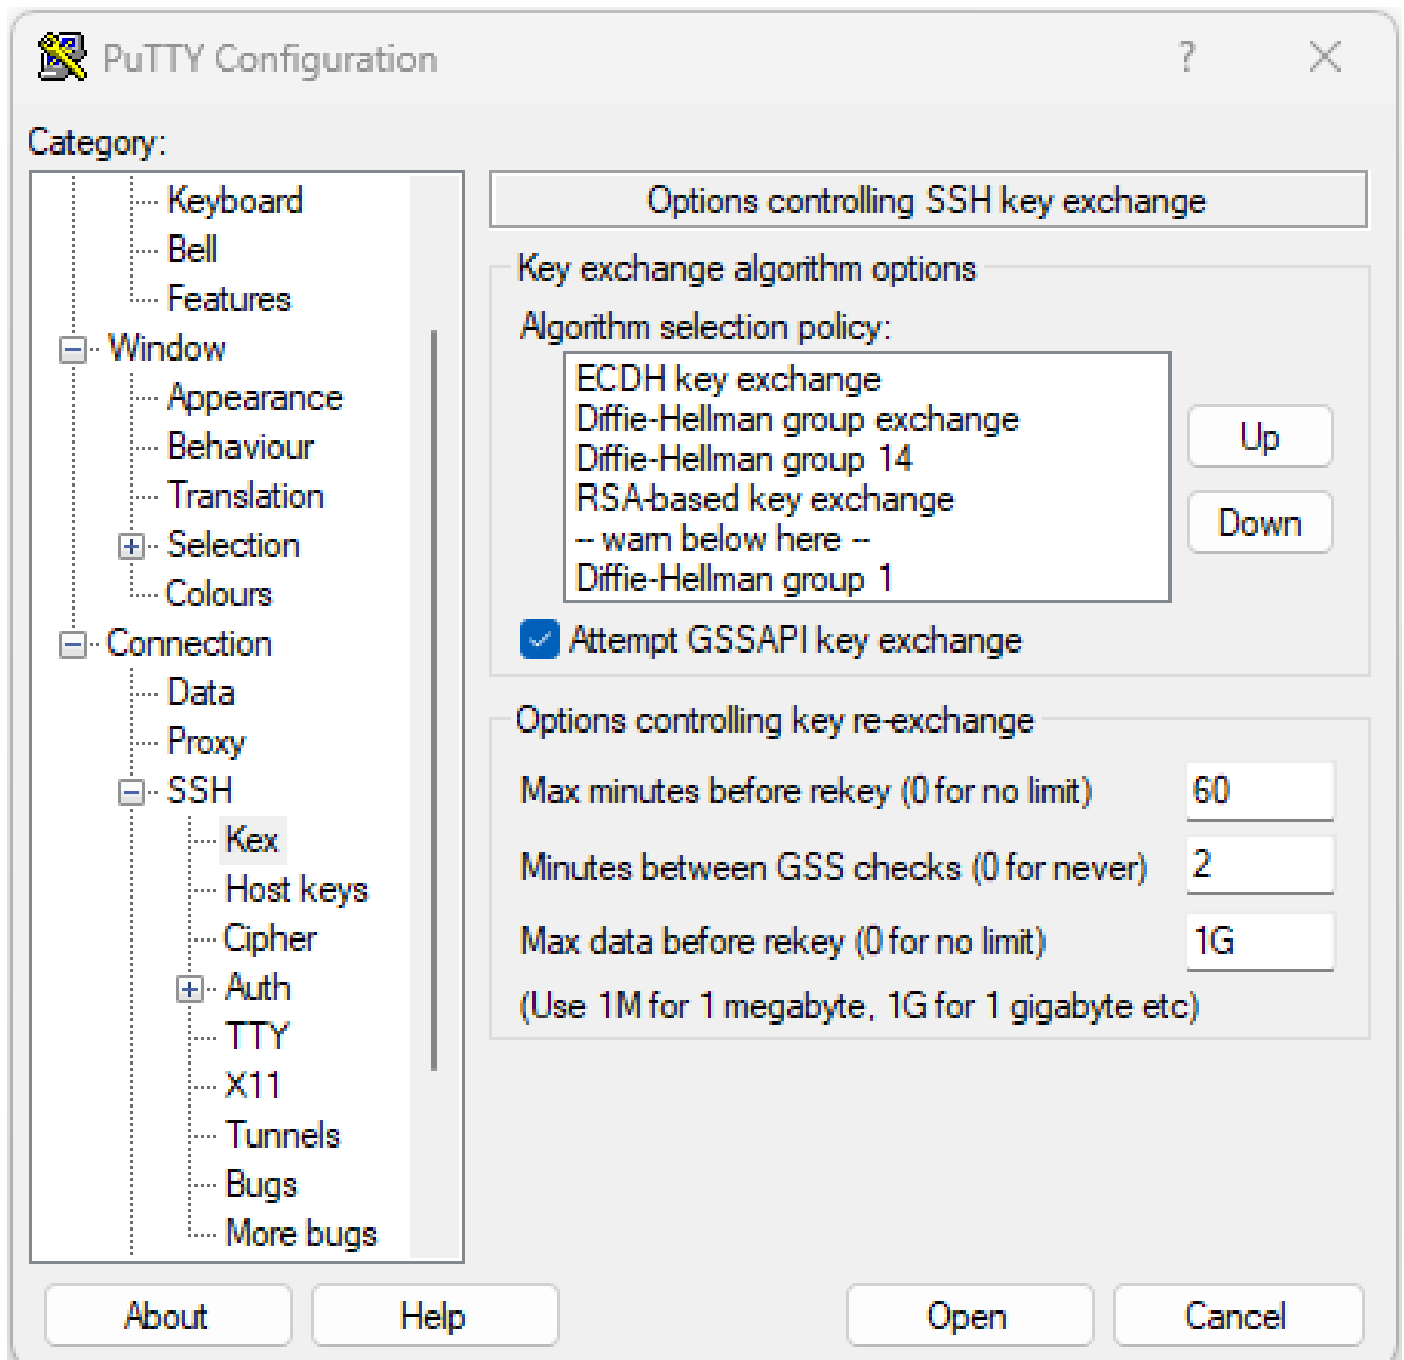 PuTTY Configuration
?
Category:
Keyboard
Bell
Features
Window
Appearance
Behaviour
Translation
Selection
Colours
Connection
Data
Proxy
SSH
Kex
Host keys
Cipher
Auth
TTY
X11
Tunnels
Bugs
More bugs
Options controlling SSH key exchange
Key exchange algorithm options
Algorithm selection policy:
ECDH key exchange
Diffie-Hellman group exchange
Diffie-Hellman group 14
RSA-based key exchange
-- warn below here --
Diffie-Hellman group 1
Up
Down
Attempt GSSAPI key exchange
Options controlling key re-exchange
Max minutes before rekey (0 for no limit) 60
Minutes between GSS checks (0 for never) 2
Max data before rekey (0 for no limit) 1G
(Use 1M for 1 megabyte, 1G for 1 gigabyte etc)
About Help Open Cancel